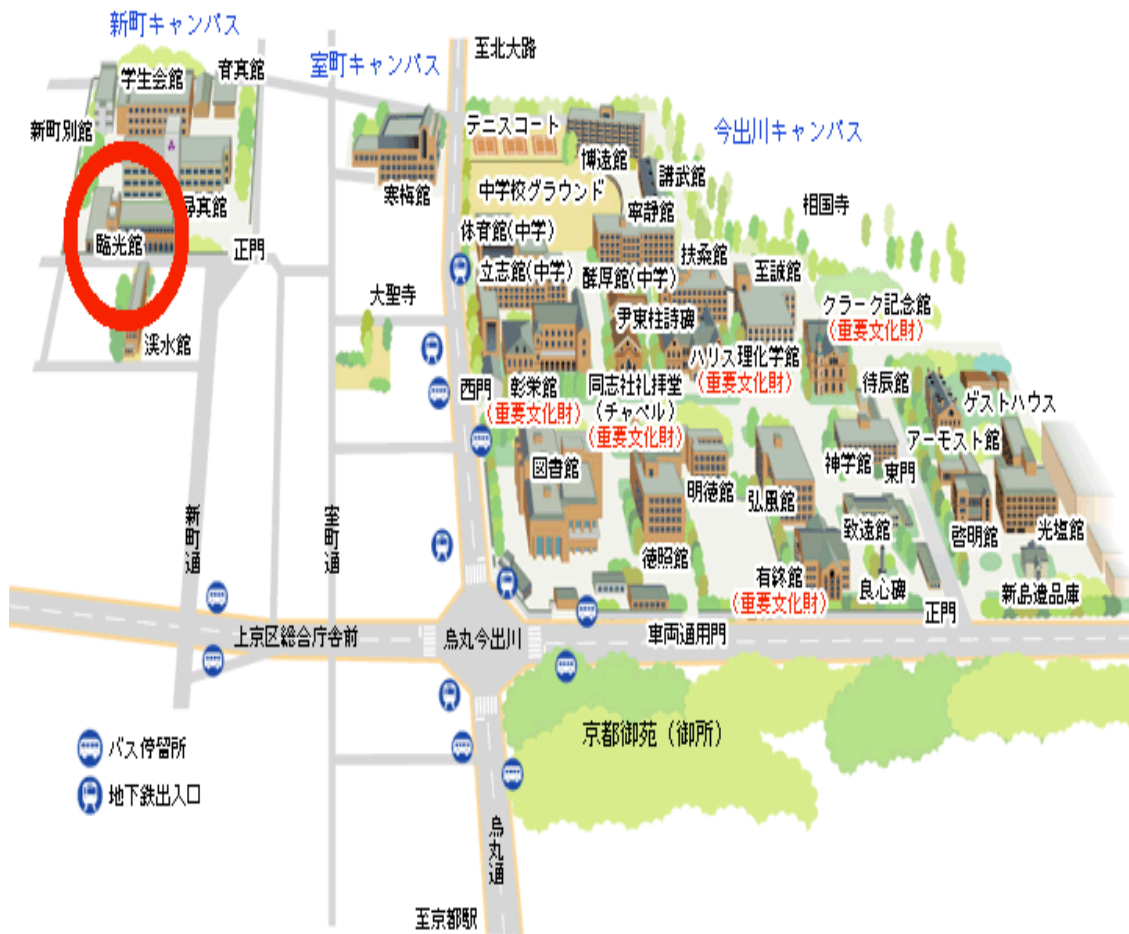 新町キャンパス
至北大路
室町キャンパス
学生会館
育真館
新町別館
テニスコート
今出川キャンパス
博遠館
講武館
寒梅館
中学校グラウンド
尋真館
寧静館
相国寺
臨光館
正門
体育館(中学)
扶桑館
立志館(中学)
醇厚館(中学)
至誠館
大聖寺
クラーク記念館
(重要文化財)
尹東柱詩碑
渓水館
ハリス理化学館
(重要文化財)
西門
彰栄館
(重要文化財)
同志社礼拝堂
(チャペル)
(重要文化財)
待辰館
ゲストハウス
アーモスト館
図書館
明徳館
弘風館
神学館
東門
新町通
室町通
致遠館
啓明館
光塩館
徳照館
有終館
(重要文化財)
良心碑
正門
新島遺品庫
上京区総合庁舎前
烏丸今出川
車両通用門
京都御苑(御所)
バス停留所
地下鉄出入口
烏丸通
至京都駅